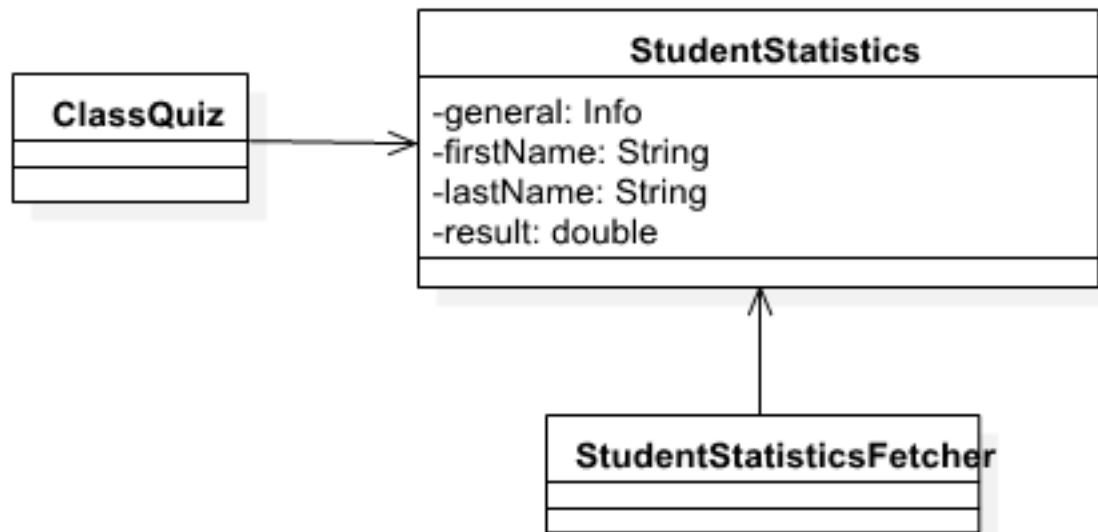 StudentStatistics
ClassQuiz
-general: Info
-firstName: String
-lastName: String
-result: double
StudentStatisticsFetcher